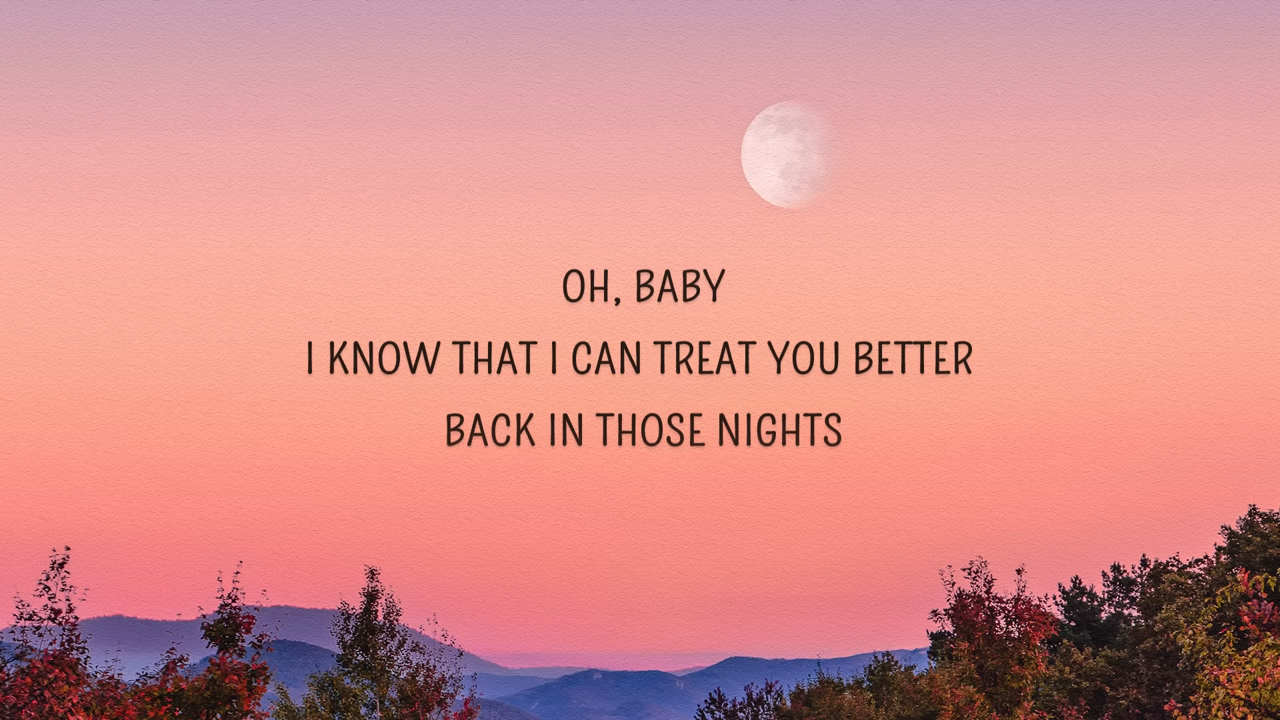 OH, BABY
I KNOW THAT I CAN TREAT YOU BETTER
BACK IN THOSE NIGHTS